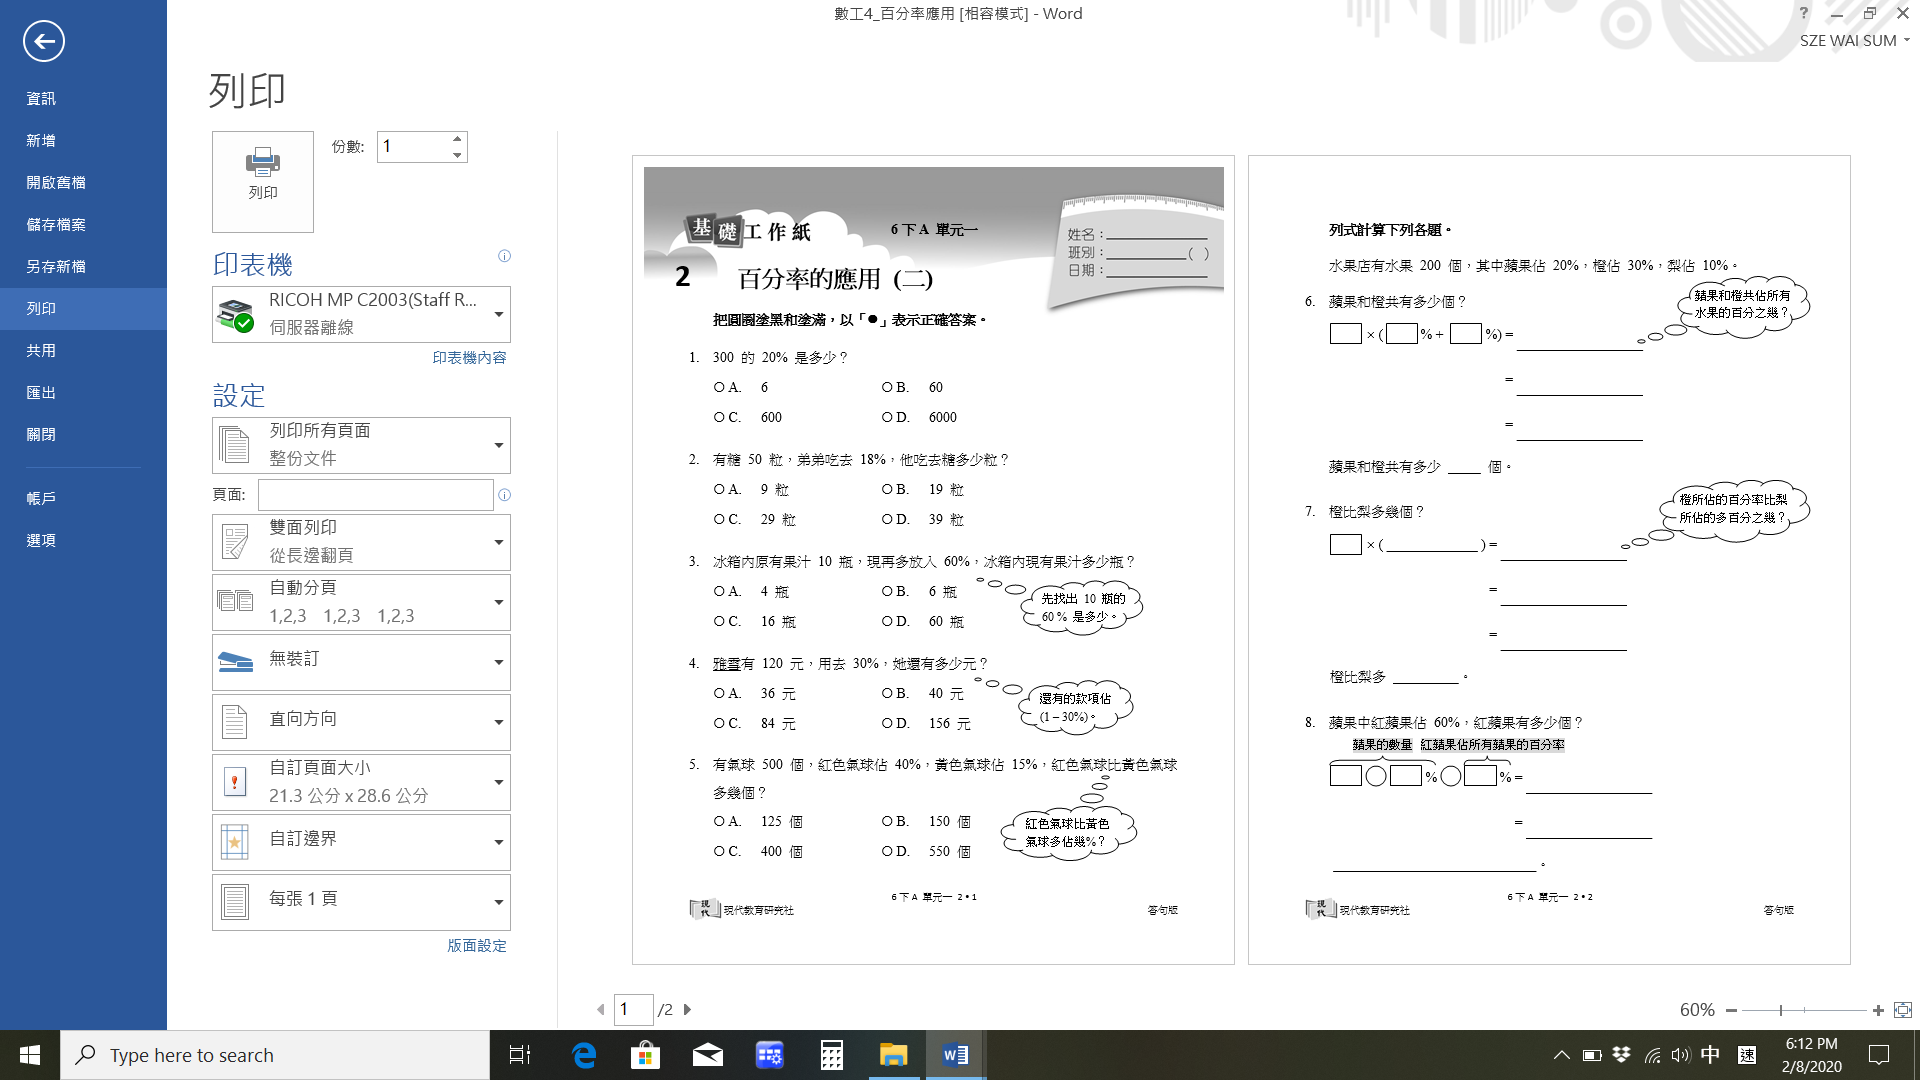 數工4_百分率應用 [相容模式] - Word
?
SZE WAI SUM
資訊
新增
開啟舊檔
儲存檔案
另存新檔
列印
共用
匯出
關閉
帳戶
選項
列印
列印
份數: 1
印表機
RICOH MP C2003(Staff R...
伺服器離線
印表機內容
設定
列印所有頁面
整份文件
頁面:
雙面列印
從長邊翻頁
自動分頁
1,2,3 1,2,3 1,2,3
無裝訂
直向方向
自訂頁面大小
21.3 公分 x 28.6 公分
自訂邊界
每張 1 頁
版面設定
基礎工作紙
6下A 單元一
姓名：
班別： ( )
日期：
2 百分率的應用 (二)
把圓圈塗黑和塗滿，以「●」表示正確答案。
1. 300 的 20% 是多少？
○ A. 6 ○ B. 60
○ C. 600 ○ D. 6000
2. 有糖 50 粒，弟弟吃去 18%，他吃去糖多少粒？
○ A. 9 粒 ○ B. 19 粒
○ C. 29 粒 ○ D. 39 粒
3. 冰箱內原有果汁 10 瓶，現再多放入 60%，冰箱內現有果汁多少瓶？
○ A. 4 瓶 ○ B. 6 瓶
○ C. 16 瓶 ○ D. 60 瓶
先找出 10 瓶的
60 % 是多少。
4. 雅雪有 120 元，用去 30%，她還有多少元？
○ A. 36 元 ○ B. 40 元
○ C. 84 元 ○ D. 156 元
還有的款項佔
(1 – 30%)。
5. 有氣球 500 個，紅色氣球佔 40%，黃色氣球佔 15%，紅色氣球比黃色氣球
多幾個？
○ A. 125 個 ○ B. 150 個
○ C. 400 個 ○ D. 550 個
紅色氣球比黃色
氣球多佔幾%？
現代 現代教育研究社
6下A 單元一 2 • 1
答句版
列式計算下列各題。
水果店有水果 200 個，其中蘋果佔 20%，橙佔 30%，梨佔 10%。
6. 蘋果和橙共有多少個？
蘋果和橙共佔所有
水果的百分之幾？
× ( % + %) =
=
=
蘋果和橙共有多少 個。
橙所佔的百分率比梨
所佔的多百分之幾？
7. 橙比梨多幾個？
× ( ) =
=
=
橙比梨多 。
8. 蘋果中紅蘋果佔 60%，紅蘋果有多少個？
蘋果的數量 紅蘋果佔所有蘋果的百分率
% % =
=
。
現代 現代教育研究社
6下A 單元一 2 • 2
答句版
1 /2
60%
Type here to search
中
速
6:12 PM
2/8/2020